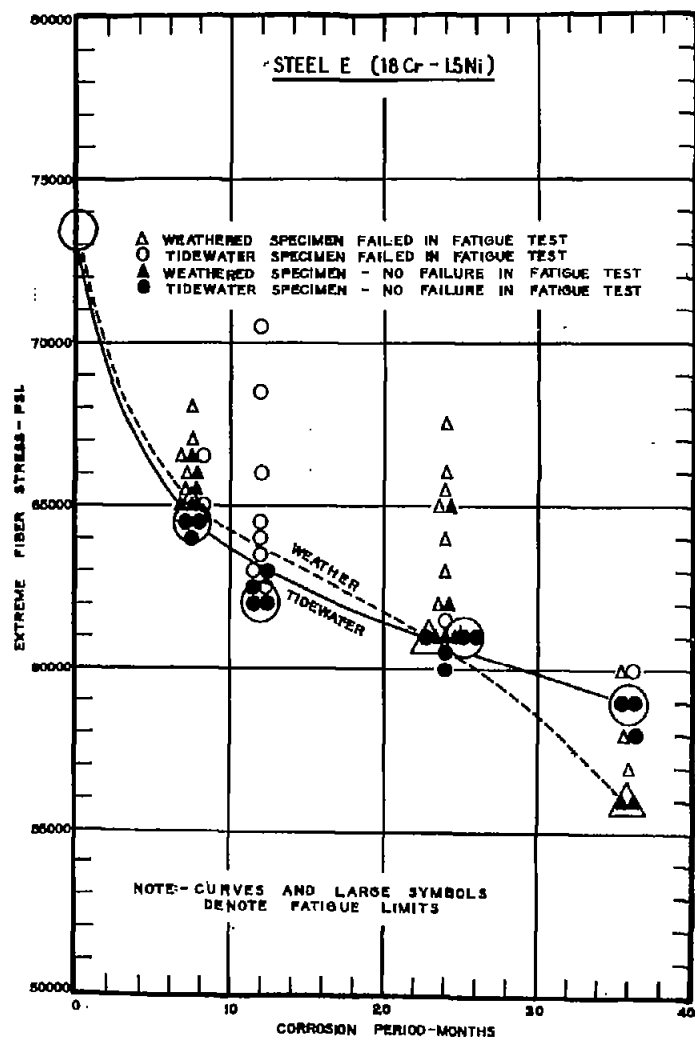 80000
STEEL E (18Cr-1.5Ni)
75000
WEATHERED SPECIMEN FAILED IN FATIGUE TEST
TIDEWATER SPECIMEN FAILED IN FATIGUE TEST
WEATHERED SPECIMEN - NO FAILURE IN FATIGUE TEST
TIDEWATER SPECIMEN - NO FAILURE IN FATIGUE TEST
70000
EXTREME FIBER STRESS-PSI.
65000
WEATHER
TIDEWATER
60000
55000
NOTE:- CURVES AND LARGE SYMBOLS
DENOTE FATIGUE LIMITS
50000
0 10 20 30 40
CORROSION PERIOD-MONTHS